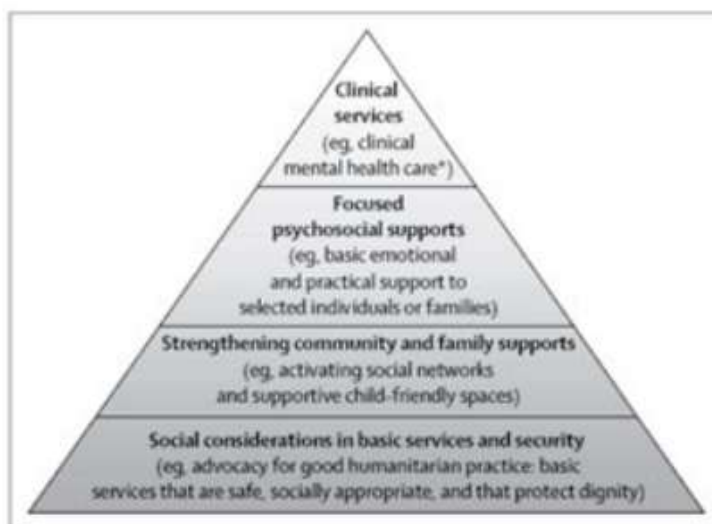 Clinical
services
(eg, clinical
mental health care*)
Focused
psychosocial supports
(eg, basic emotional
and practical support to
selected individuals or families)
Strengthening community and family supports
(eg, activating social networks
and supportive child-friendly spaces)
Social considerations in basic services and security
(eg, advocacy for good humanitarian practice: basic
services that are safe, socially appropriate, and that protect dignity)